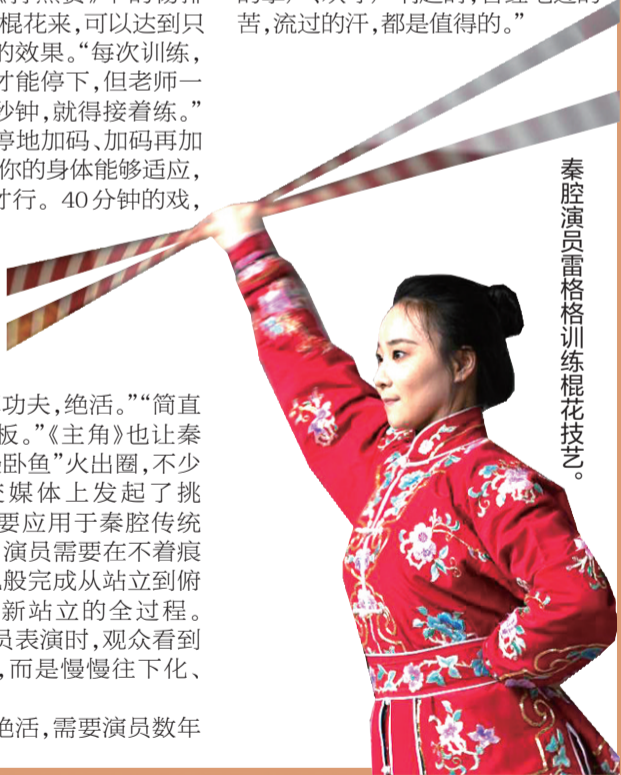 棍花来,可以达到只
的效果。“每次训练,
才能停下,但老师一
秒钟,就得接着练。”
停地加码、加码再加
你的身体能够适应,
才行。40分钟的戏,
苦,流过的汗,都是值得的。”
秦腔演员雷格格训练棍花技艺。
功夫,绝活。”“简直
板。”《主角》也让秦
卧鱼”火出圈,不少
媒体上发起了挑
要应用于秦腔传统
演员需要在不着痕
般完成从站立到俯
新站立的全过程。
员表演时,观众看到
,而是慢慢往下化、
绝活,需要演员数年